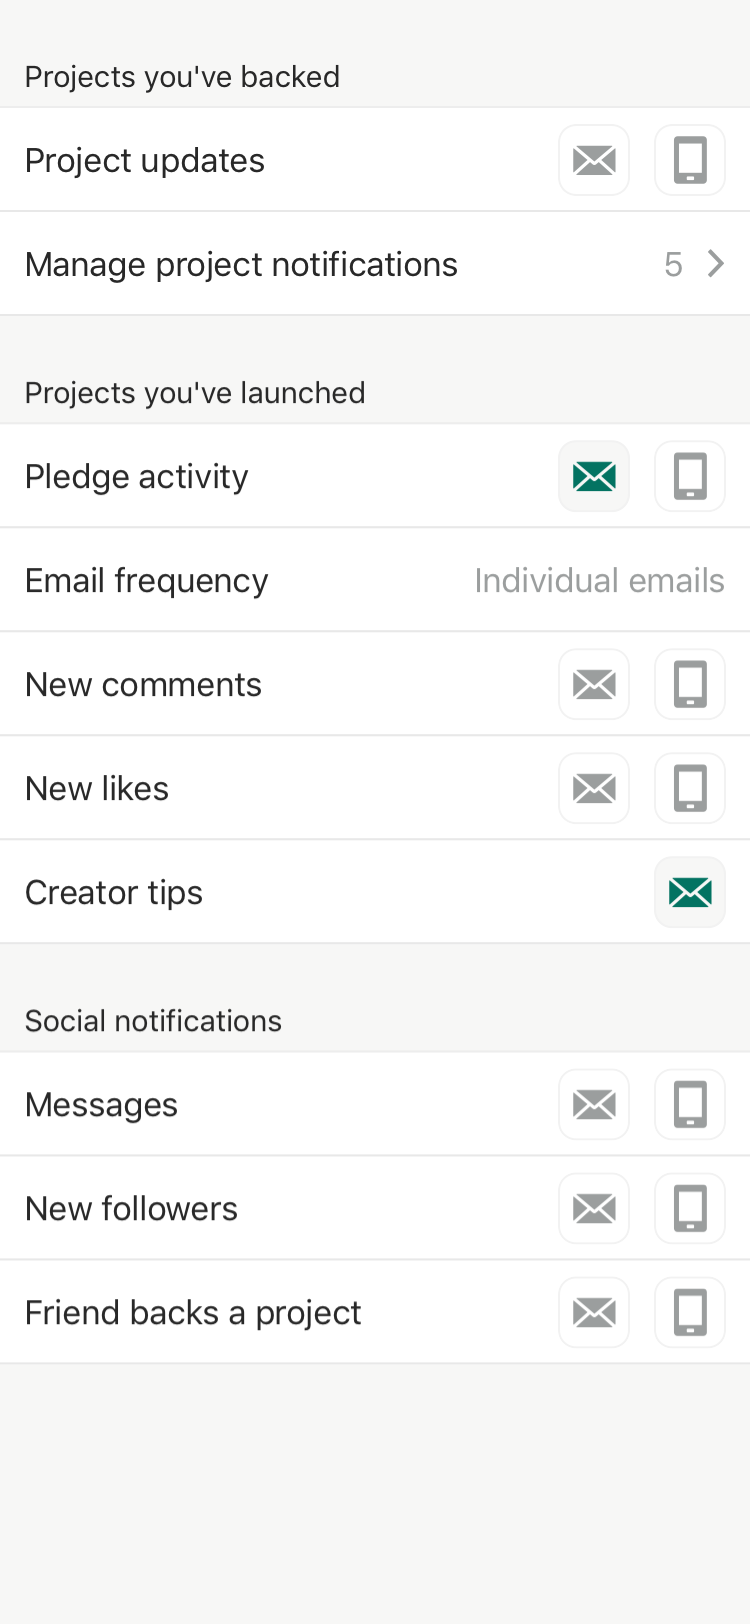 Projects you've backed
Project updates
Manage project notifications 5
Projects you've launched
Pledge activity
Email frequency Individual emails
New comments
New likes
Creator tips
Social notifications
Messages
New followers
Friend backs a project